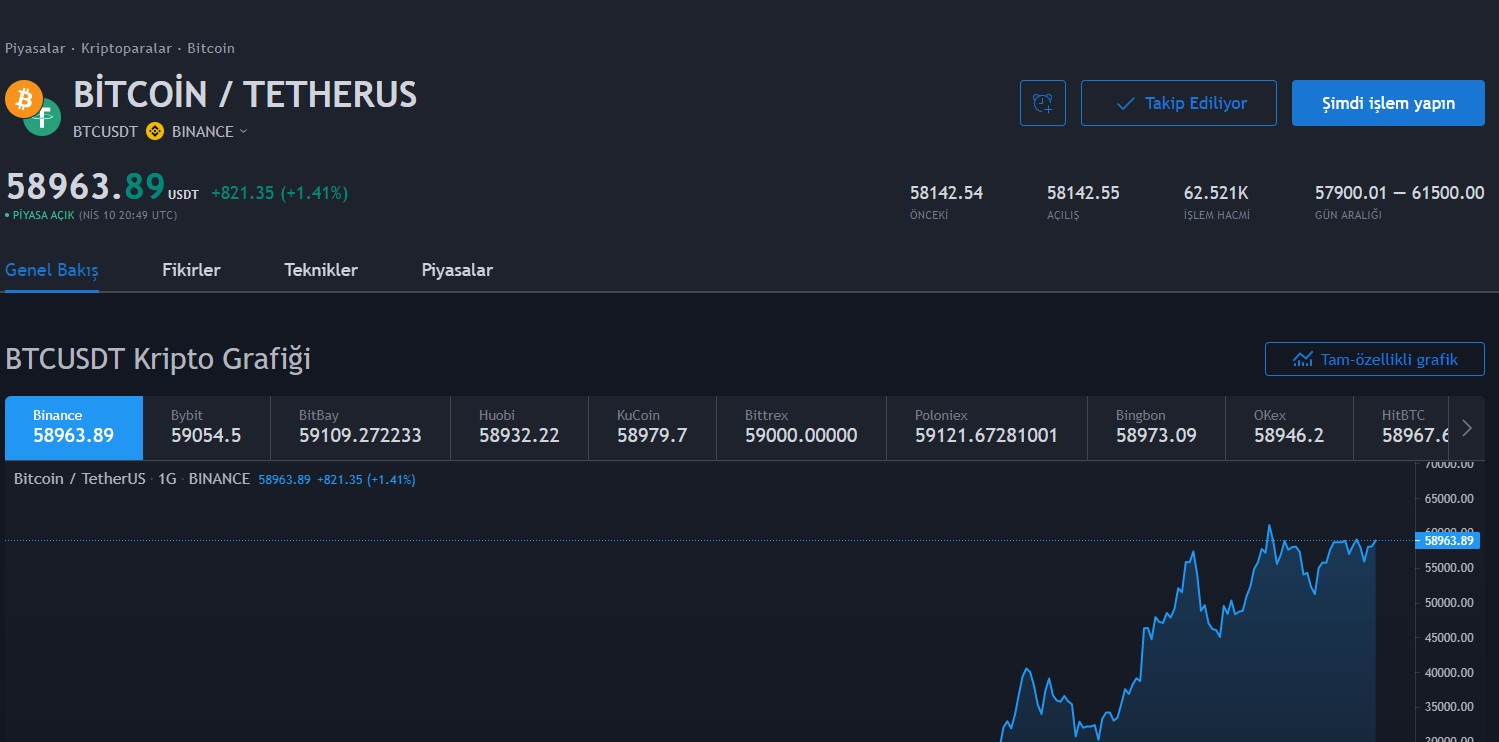 Piyasalar · Kriptoparalar · Bitcoin
BİTCOİN / TETHERUS
BTCUSDT BINANCE
Takip Ediliyor
Şimdi işlem yapın
58963.89 USDT +821.35 (+1.41%)
• PİYASA AÇIK (NİS 10 20:49 UTC)
58142.54
ÖNCEKİ
58142.55
AÇILIŞ
62.521K
İŞLEM HACMİ
57900.01 — 61500.00
GÜN ARALIĞI
Genel Bakış Fikirler Teknikler Piyasalar
BTCUSDT Kripto Grafiği
Tam-özellikli grafik
Binance
58963.89
Bybit
59054.5
BitBay
59109.272233
Huobi
58932.22
KuCoin
58979.7
Bittrex
59000.00000
Poloniex
59121.67281001
Bingbon
58973.09
OKex
58946.2
HitBTC
58967.6
Bitcoin / TetherUS · 1G · BINANCE 58963.89 +821.35 (+1.41%)
70000.00
65000.00
60000.00
58963.89
55000.00
50000.00
45000.00
40000.00
35000.00